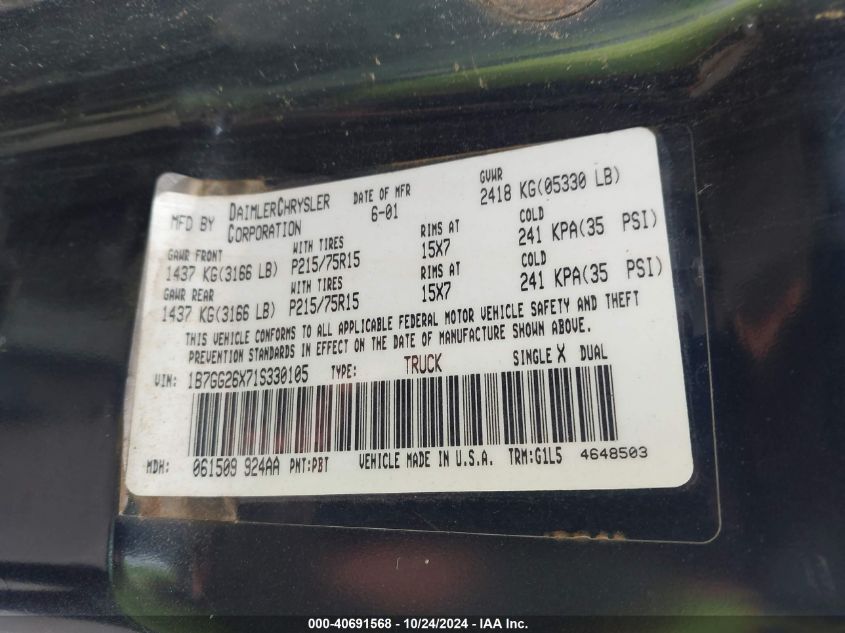 MFD BY DAIMLERCHRYSLER CORPORATION DATE OF MFR 6-01 GVWR 2418 KG(05330 LB)
GAWR FRONT WITH TIRES RIMS AT COLD
1437 KG(3166 LB) P215/75R15 15X7 241 KPA(35 PSI)
GAWR REAR WITH TIRES RIMS AT COLD
1437 KG(3166 LB) P215/75R15 15X7 241 KPA(35 PSI)
THIS VEHICLE CONFORMS TO ALL APPLICABLE FEDERAL MOTOR VEHICLE SAFETY AND THEFT
PREVENTION STANDARDS IN EFFECT ON THE DATE OF MANUFACTURE SHOWN ABOVE.
VIN: 1B7GG26X71S330105 TYPE: TRUCK SINGLE X DUAL
MDH: 061509 924AA PNT:PBT VEHICLE MADE IN U.S.A. TRM:G1L5 4648503
000-40691568 - 10/24/2024 - IAA Inc.